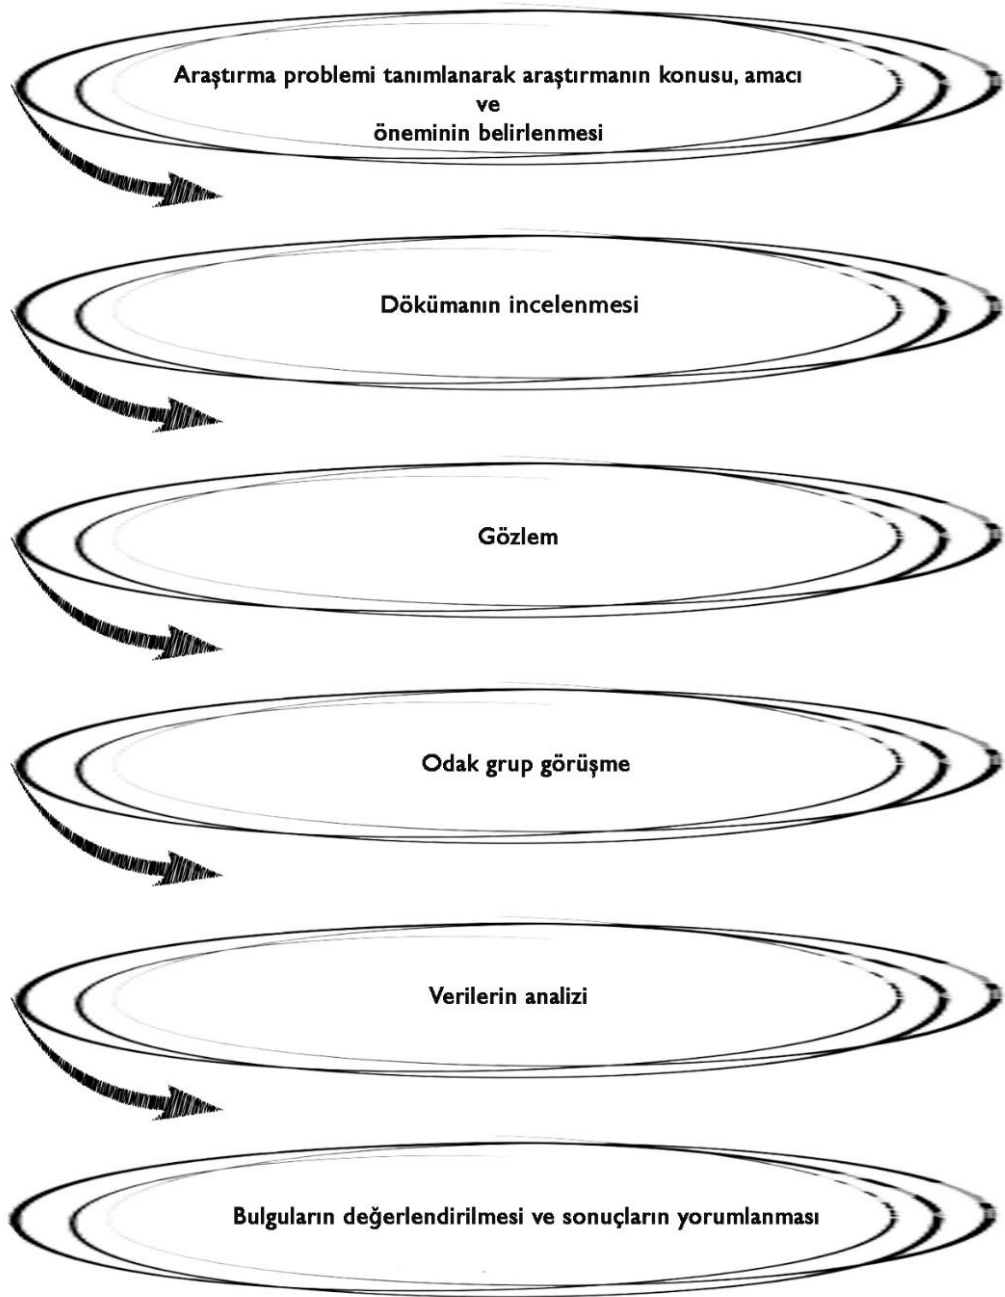 Araştırma problemi tanımlanarak araştırmanın konusu, amacı
ve
öneminin belirlenmesi
Dökümanın incelenmesi
Gözlem
Odak grup görüşme
Verilerin analizi
Bulguların değerlendirilmesi ve sonuçların yorumlanması